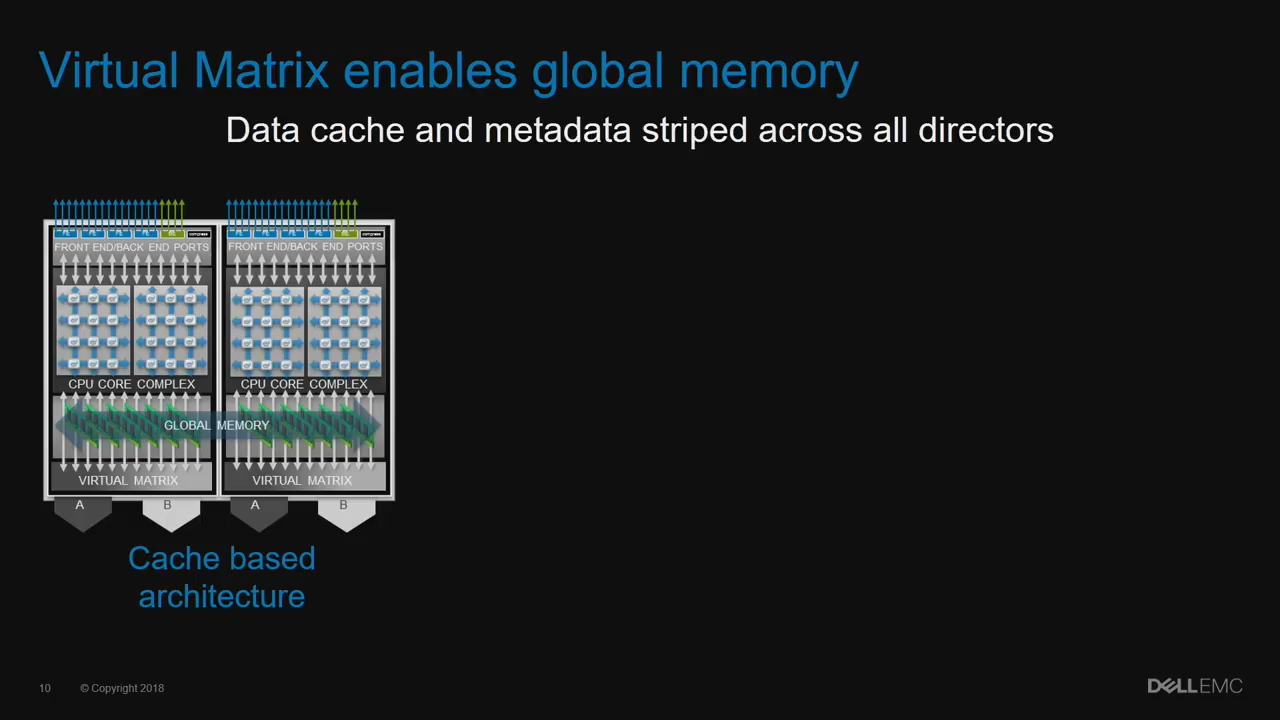 Virtual Matrix enables global memory
Data cache and metadata striped across all directors
compress
compress
FRONT END/BACK END PORTS
FRONT END/BACK END PORTS
CPU CORE COMPLEX
CPU CORE COMPLEX
GLOBAL MEMORY
VIRTUAL MATRIX
VIRTUAL MATRIX
A
B
A
B
Cache based
architecture
10
© Copyright 2018
DELLEMC